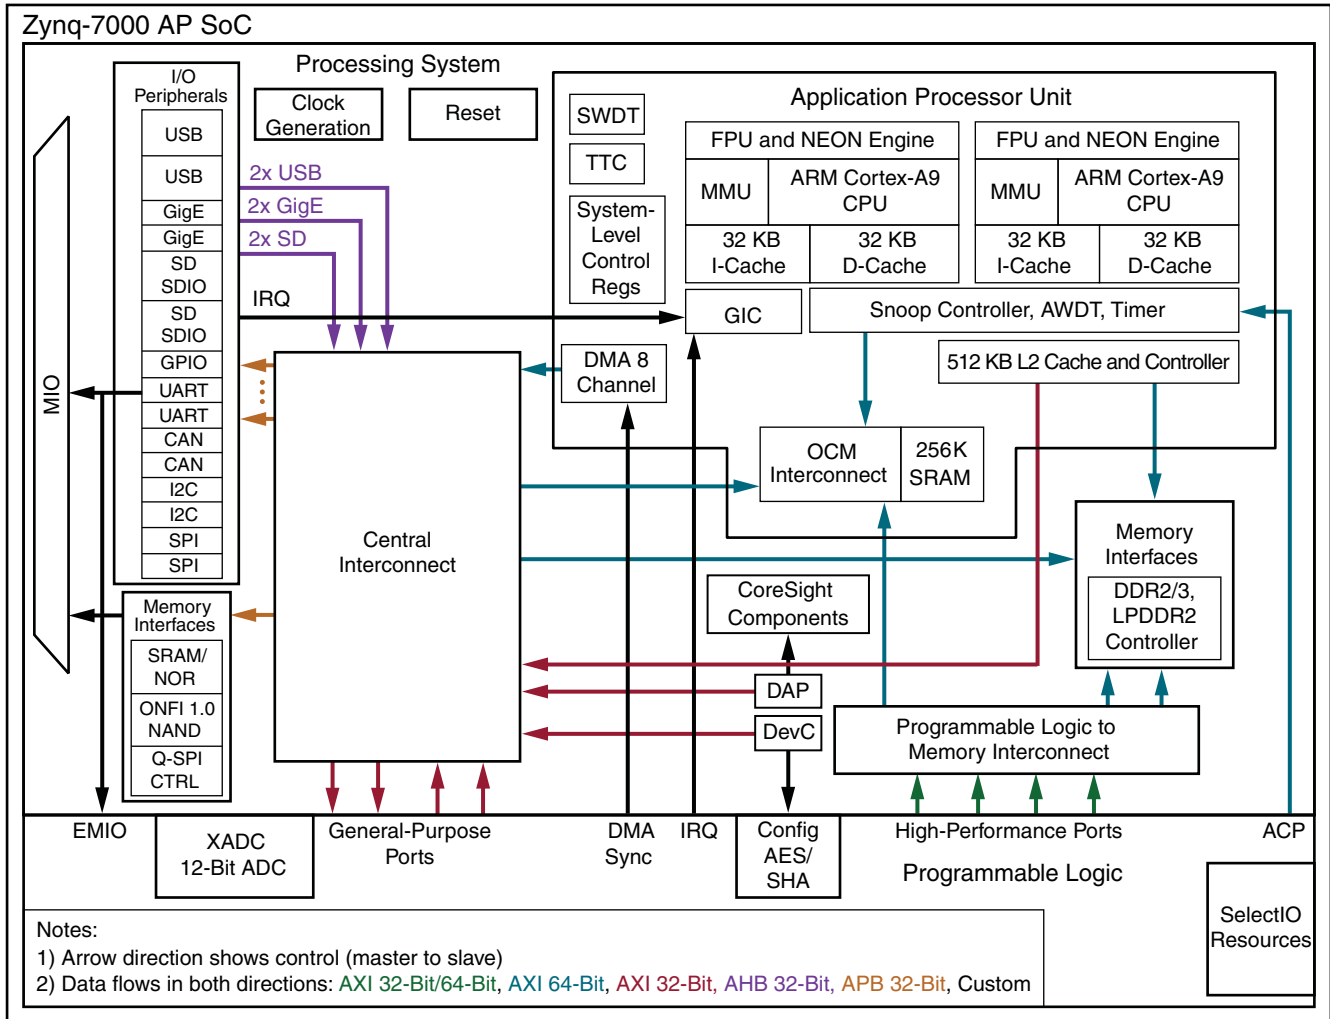 Zynq-7000 AP SoC
Processing System
I/O
Peripherals
USB
USB
GigE
GigE
SD
SDIO
SD
SDIO
GPIO
UART
UART
CAN
CAN
I2C
I2C
SPI
SPI
MIO
Clock
Generation
Reset
2x USB
2x GigE
2x SD
IRQ
Application Processor Unit
SWDT
TTC
System-
Level
Control
Regs
FPU and NEON Engine
MMU
ARM Cortex-A9
CPU
32 KB
I-Cache
32 KB
D-Cache
FPU and NEON Engine
MMU
ARM Cortex-A9
CPU
32 KB
I-Cache
32 KB
D-Cache
GIC
Snoop Controller, AWDT, Timer
DMA 8
Channel
512 KB L2 Cache and Controller
OCM
Interconnect
256K
SRAM
Central
Interconnect
Memory
Interfaces
DDR2/3,
LPDDR2
Controller
CoreSight
Components
DAP
DevC
Programmable Logic to
Memory Interconnect
Memory
Interfaces
SRAM/
NOR
ONFI 1.0
NAND
Q-SPI
CTRL
EMIO
XADC
12-Bit ADC
General-Purpose
Ports
DMA
Sync
IRQ
Config
AES/
SHA
High-Performance Ports
ACP
Programmable Logic
SelectIO
Resources
Notes:
1) Arrow direction shows control (master to slave)
2) Data flows in both directions: AXI 32-Bit/64-Bit, AXI 64-Bit, AXI 32-Bit, AHB 32-Bit, APB 32-Bit, Custom